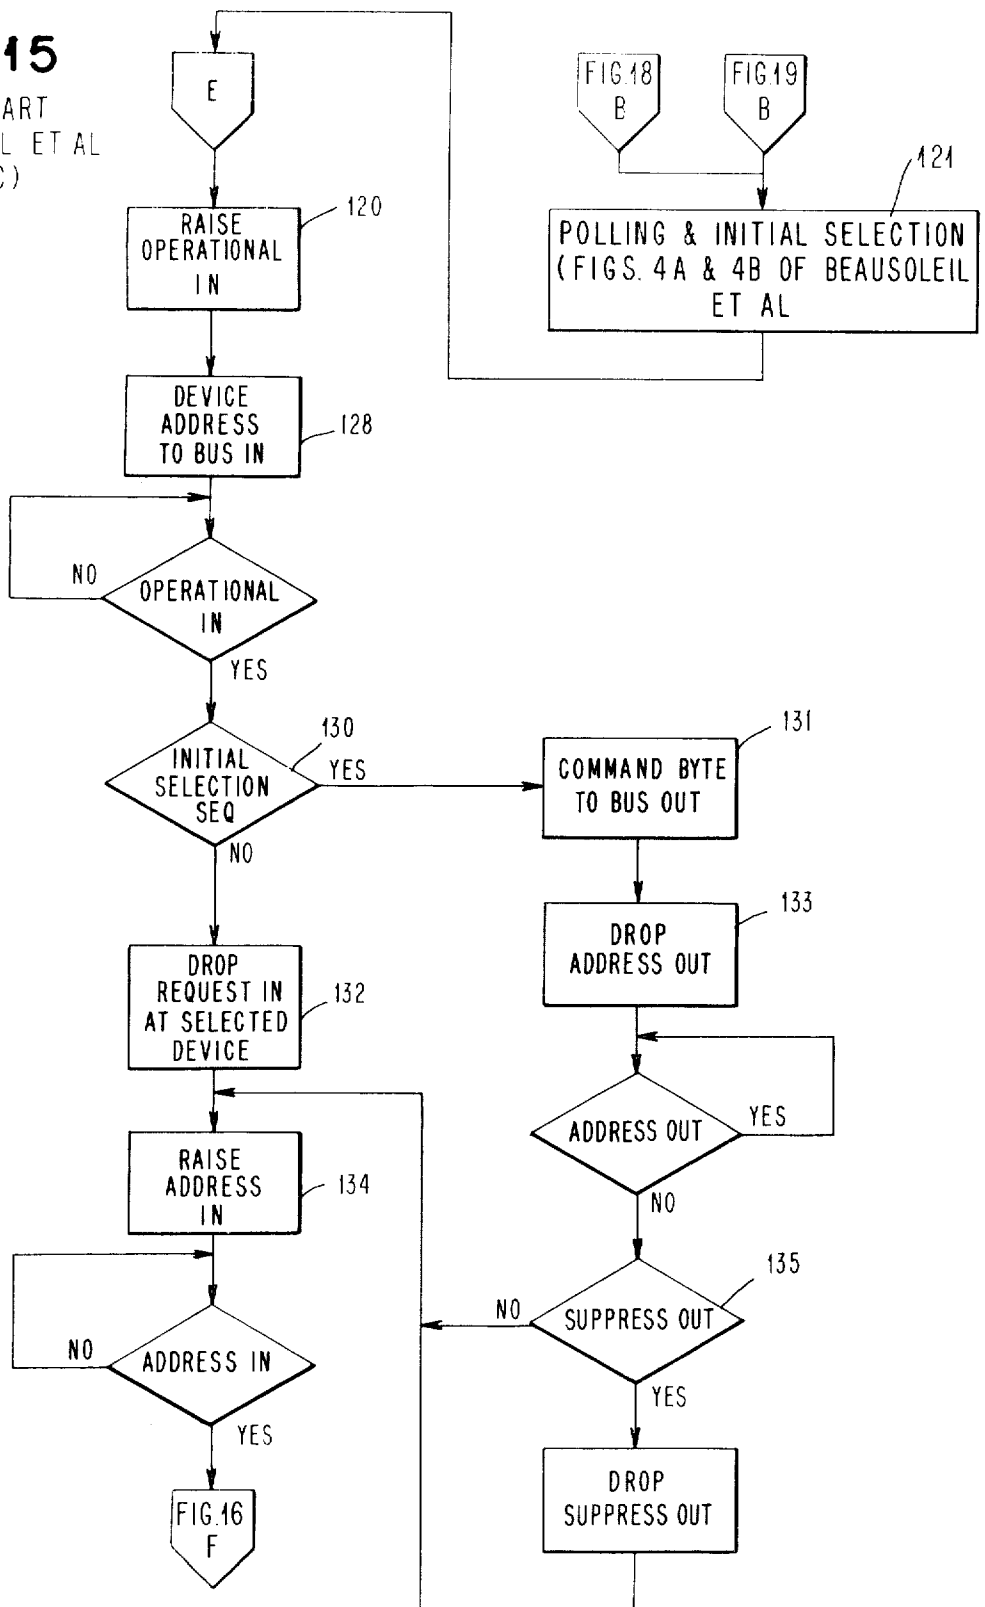 15
ART
L ET AL
C)
E
FIG.18
B
FIG.19
B
121
POLLING & INITIAL SELECTION
(FIGS. 4A & 4B OF BEAUSOLEIL
ET AL
120
RAISE
OPERATIONAL
IN
DEVICE
ADDRESS
TO BUS IN
128
NO
OPERATIONAL
IN
YES
130
INITIAL
SELECTION
SEQ
YES
NO
131
COMMAND BYTE
TO BUS OUT
133
DROP
ADDRESS OUT
DROP
REQUEST IN
AT SELECTED
DEVICE
132
ADDRESS OUT
YES
NO
RAISE
ADDRESS
IN
134
135
SUPPRESS OUT
NO
YES
NO
ADDRESS IN
YES
DROP
SUPPRESS OUT
FIG.16
F